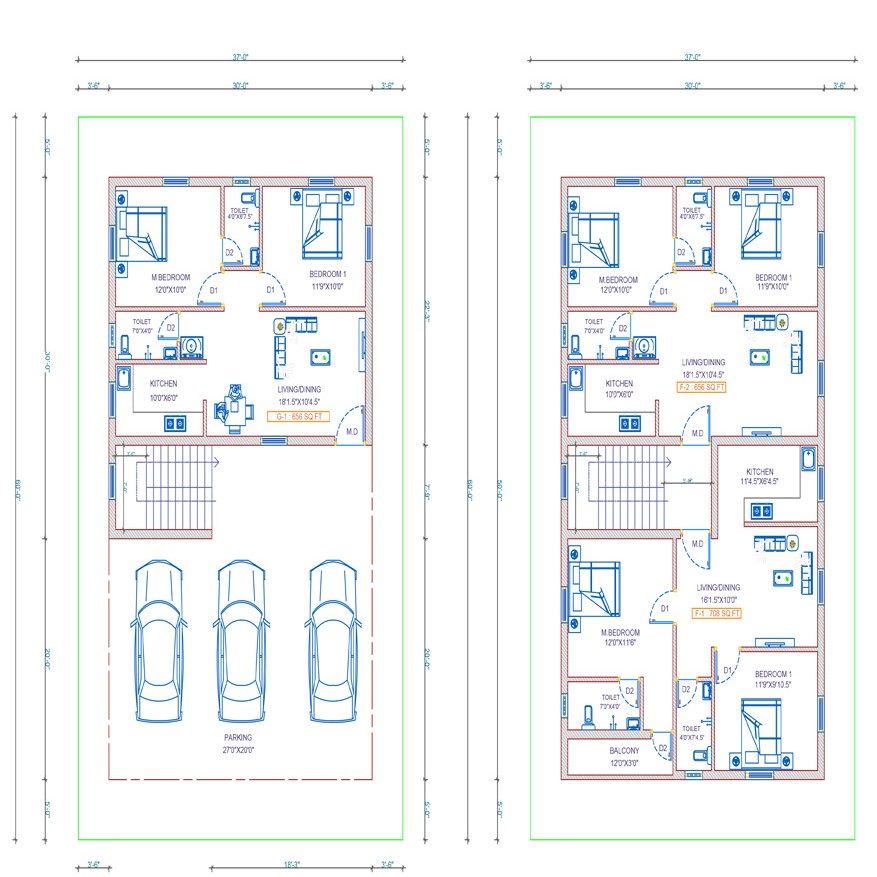 37'-0"
3'-6"
30'-0"
3'-6"
5'-0"
5'-0"
TOILET
4'0"X6'7.5"
D2
M.BEDROOM
12'0"X10'0"
D1
D1
BEDROOM 1
11'9"X10'0"
22'-3"
30'-0"
TOILET
7'0"X4'0"
D2
KITCHEN
10'0"X6'0"
LIVING/DINING
18'1.5"X10'4.5"
G-1 : 656 SQ.FT
M.D
60'-0"
7'-9"
20'-0"
20'-0"
PARKING
27'0"X20'0"
5'-0"
5'-0"
3'-6"
18'-3"
3'-6"
37'-0"
3'-6"
30'-0"
3'-6"
5'-0"
TOILET
4'0"X6'7.5"
D2
M.BEDROOM
12'0"X10'0"
D1
D1
BEDROOM 1
11'9"X10'0"
TOILET
7'0"X4'0"
D2
KITCHEN
10'0"X6'0"
LIVING/DINING
18'1.5"X10'4.5"
F-2 : 656 SQ.FT
M.D
60'-0"
50'-0"
KITCHEN
11'4.5"X6'4.5"
M.D
LIVING/DINING
16'1.5"X10'0"
F-1 : 708 SQ.FT
D1
M.BEDROOM
12'0"X11'6"
D1
BEDROOM 1
11'9"X9'10.5"
D2
D2
TOILET
7'0"X4'0"
TOILET
4'0"X7'4.5"
D2
BALCONY
12'0"X3'0"
5'-0"